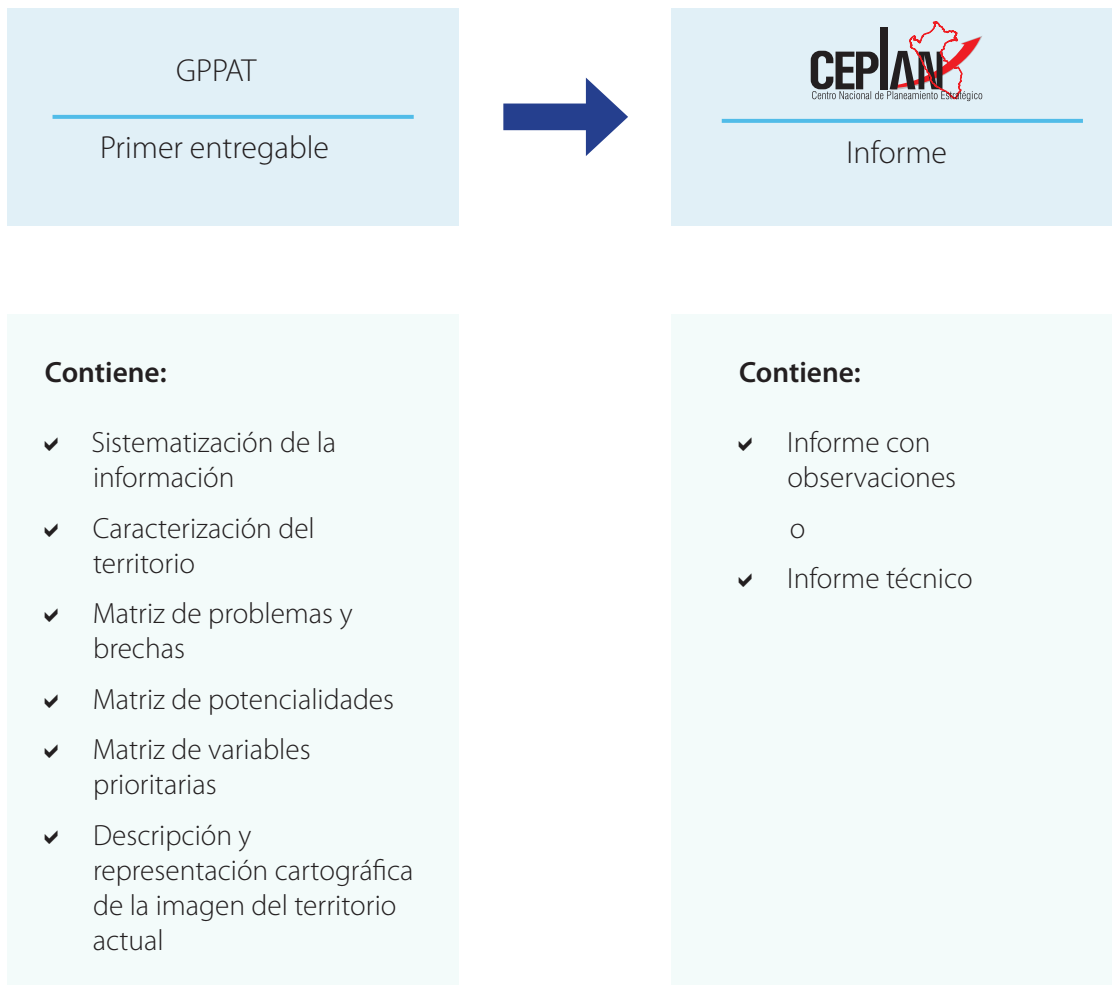 GPPAT
Primer entregable
CEPLAN
Centro Nacional de Planeamiento Estratégico
Informe
Contiene:
✔ Sistematización de la
información
✔ Caracterización del
territorio
✔ Matriz de problemas y
brechas
✔ Matriz de potencialidades
✔ Matriz de variables
prioritarias
✔ Descripción y
representación cartográfica
de la imagen del territorio
actual
Contiene:
✔ Informe con
observaciones
o
✔ Informe técnico